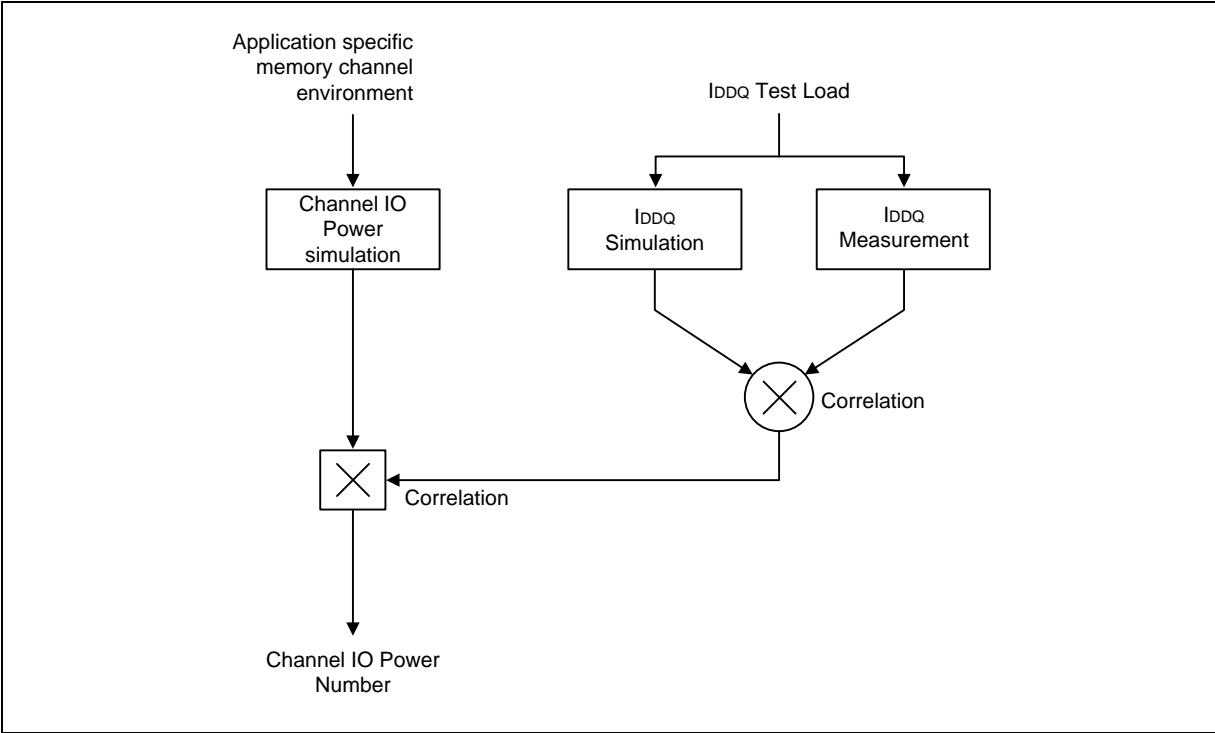 Application specific
memory channel
environment
IDDQ Test Load
Channel IO
Power
simulation
IDDQ
Simulation
IDDQ
Measurement
Correlation
Correlation
Channel IO Power
Number